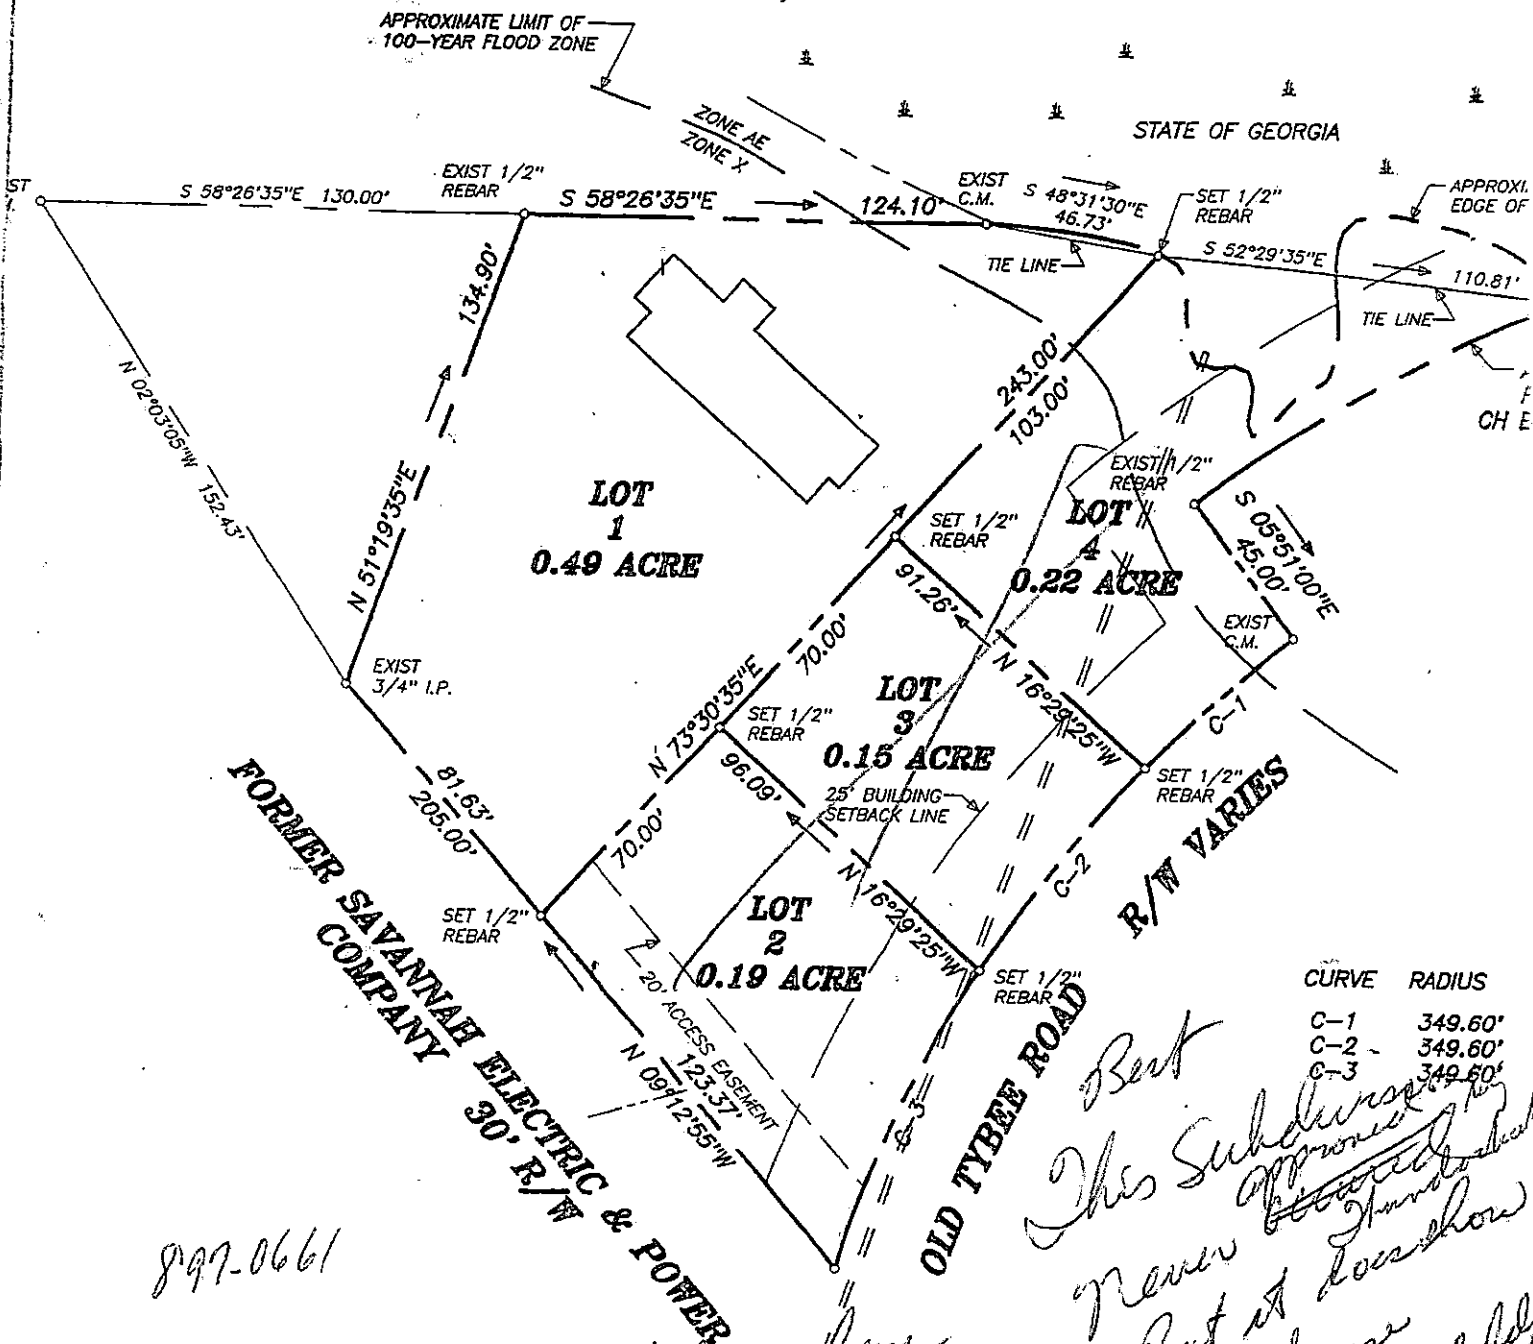 APPROXIMATE LIMIT OF
100-YEAR FLOOD ZONE
ZONE AE
ZONE X
STATE OF GEORGIA
ST
S 58°26'35"E 130.00'
EXIST 1/2"
REBAR
S 58°26'35"E
124.10'
EXIST
C.M.
S 48°31'30"E
46.73'
TIE LINE
SET 1/2"
REBAR
S 52°29'35"E
110.81'
TIE LINE
APPROXI
EDGE OF
CH E
134.90'
N 51°19'35"E
N 02°03'05"W 152.43'
243.00'
103.00'
LOT
1
0.49 ACRE
SET 1/2"
REBAR
EXIST 1/2"
REBAR
LOT
4
0.22 ACRE
S 05°51'00"E
45.00'
EXIST
C.M.
91.26'
N 16°29'25"W
70.00'
N 73°30'35"E
EXIST
3/4" I.P.
SET 1/2"
REBAR
LOT
3
0.15 ACRE
C-1
SET 1/2"
REBAR
96.09'
25' BUILDING
SETBACK LINE
C-2
R/W VARIES
81.63'
205.00'
70.00'
N 16°29'25"W
SET 1/2"
REBAR
LOT
2
0.19 ACRE
SET 1/2"
REBAR
20' ACCESS EASEMENT
123.37'
N 09°12'55"W
C-3
OLD TYBEE ROAD
FORMER SAVANNAH ELECTRIC & POWER
COMPANY
30' R/W
CURVE RADIUS
C-1 349.60'
C-2 349.60'
C-3 349.60'
Bert
This Subdivision
approved by
never
But it does show
897-0661